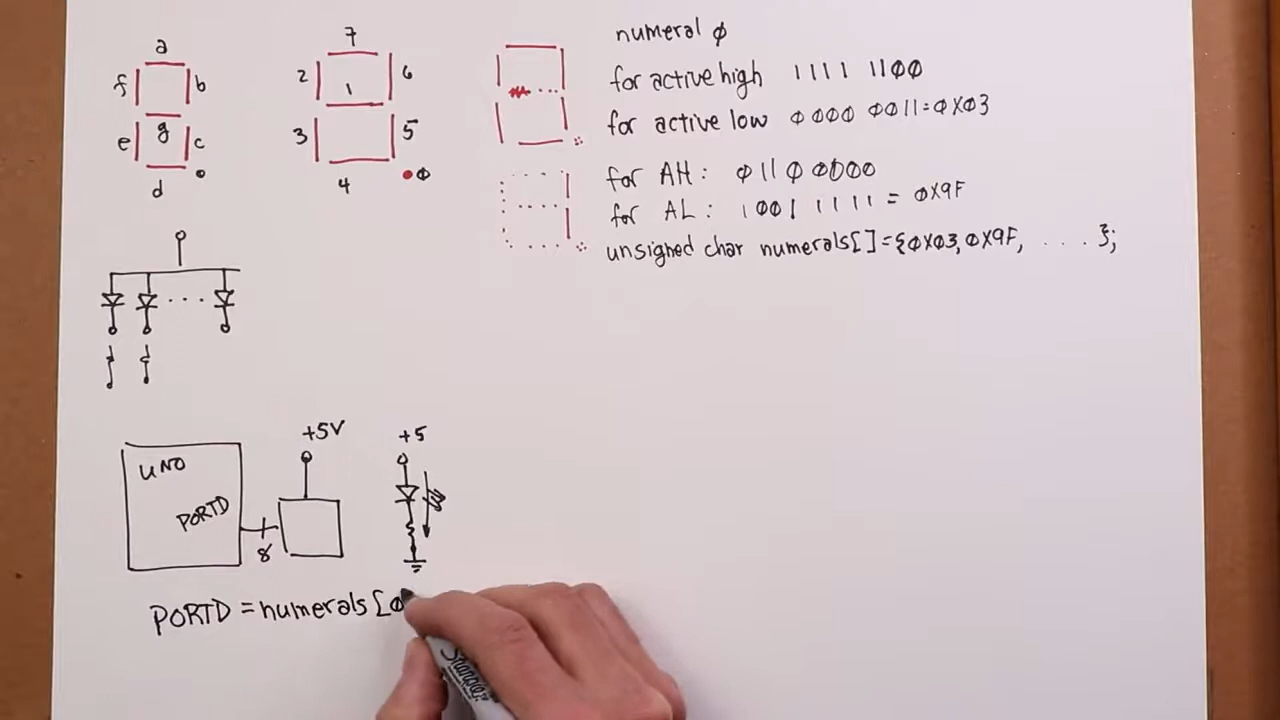 a
f b
g
e c
d
7
2 6
1
3 5
4
φ
numeral φ
for active high 1111 11φφ
for active low φφφφ φφ11=φxφ3
for AH: φ11φ φφφφ
for AL: 1φφ1 1111 = φx9F
unsigned char numerals[]={φxφ3,φx9F, . . . . };
+5V
+5
UNO
PORTD
8
PORTD = numerals[φ
Sharpie